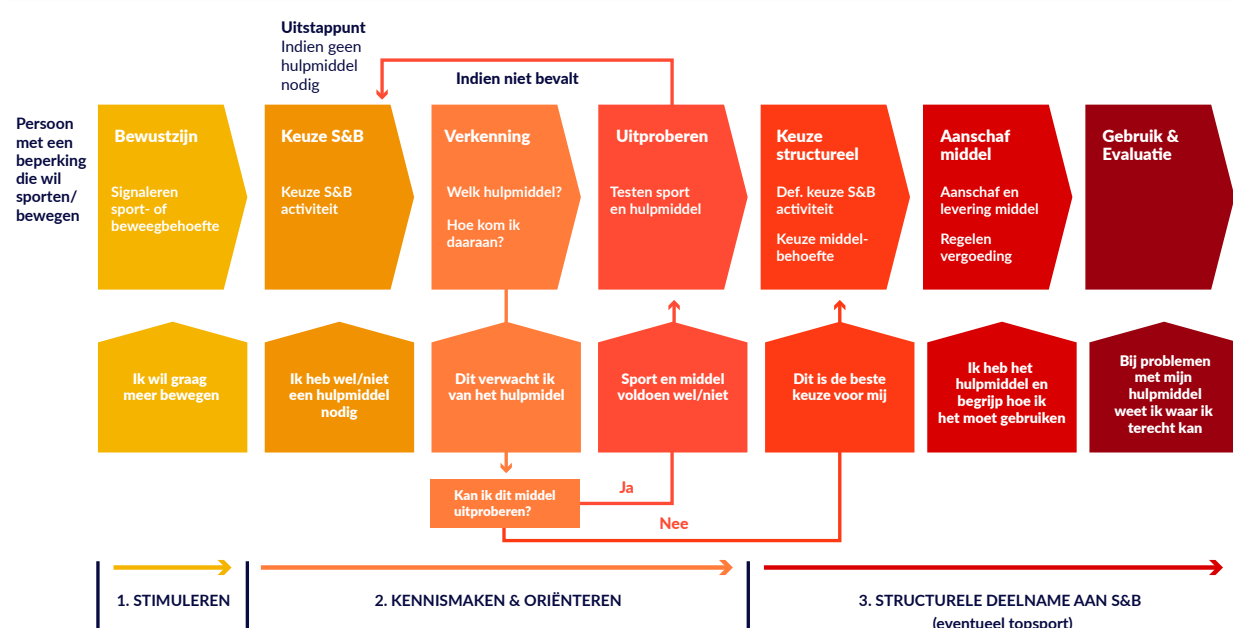 Uitstappunt
Indien geen
hulpmiddel
nodig
Indien niet bevalt
Persoon
met een
beperking
die wil
sporten/
bewegen
Bewustzijn
Signaleren
sport- of
beweegbehoefte
Keuze S&B
Keuze S&B
activiteit
Verkenning
Welk hulpmiddel?
Hoe kom ik
daaraan?
Uitproberen
Testen sport
en hulpmiddel
Keuze
structureel
Def. keuze S&B
activiteit
Keuze middel-
behoefte
Aanschaf
middel
Aanschaf en
levering middel
Regelen
vergoeding
Gebruik &
Evaluatie
Ik wil graag
meer bewegen
Ik heb wel/niet
een hulpmiddel
nodig
Dit verwacht ik
van het hulpmidel
Sport en middel
voldoen wel/niet
Dit is de beste
keuze voor mij
Ik heb het
hulpmiddel en
begrijp hoe ik
het moet gebruiken
Bij problemen
met mijn
hulpmiddel
weet ik waar ik
terecht kan
Kan ik dit middel
uitproberen?
Ja
Nee
1. STIMULEREN
2. KENNISMAKEN & ORIËNTEREN
3. STRUCTURELE DEELNAME AAN S&B
(eventueel topsport)